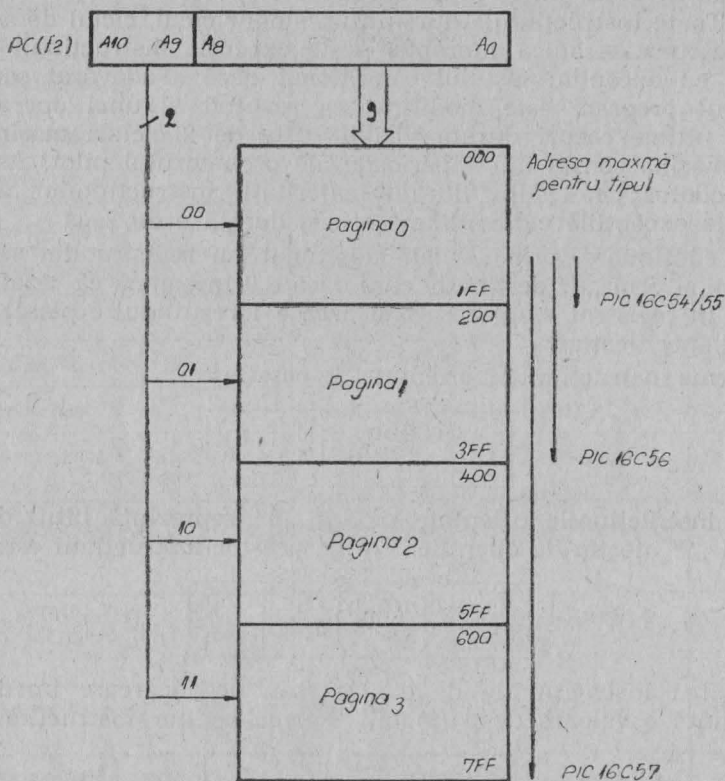 PC(f2) A10 A9 A8 A0
2
9
000
Adresa maxmă
pentru tipul
00
Pagina 0
1FF
PIC 16C54/55
200
01
Pagina 1
3FF
PIC 16C56
400
10
Pagina 2
5FF
600
11
Pagina 3
7FF
PIC 16C57